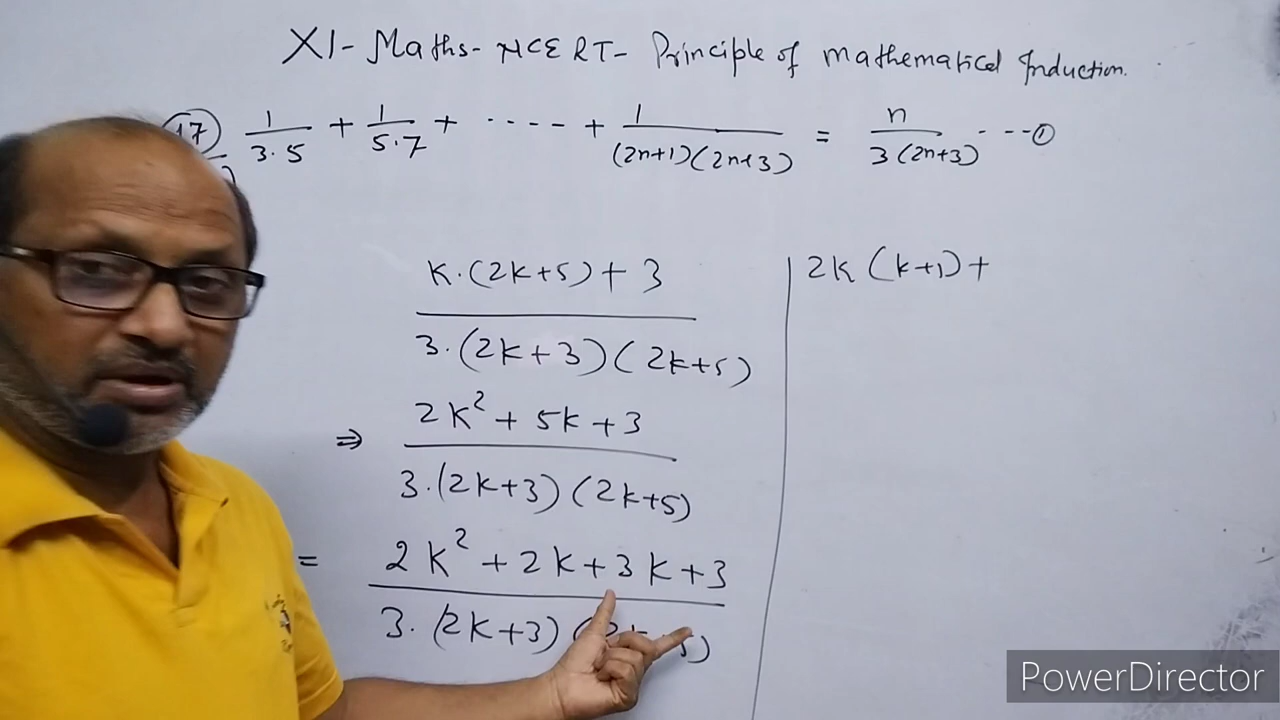 XI- Maths- NCERT- Principle of mathematical Induction.
17 1/3.5 + 1/5.7 + ---- + 1/(2n+1)(2n+3) = n/3(2n+3) ---①
K.(2K+5)+3
3.(2K+3)(2K+5)
⇒ 2K² + 5K + 3
3.(2K+3)(2K+5)
= 2K² + 2K + 3K + 3
3.(2K+3)
2K(K+1)+
PowerDirector